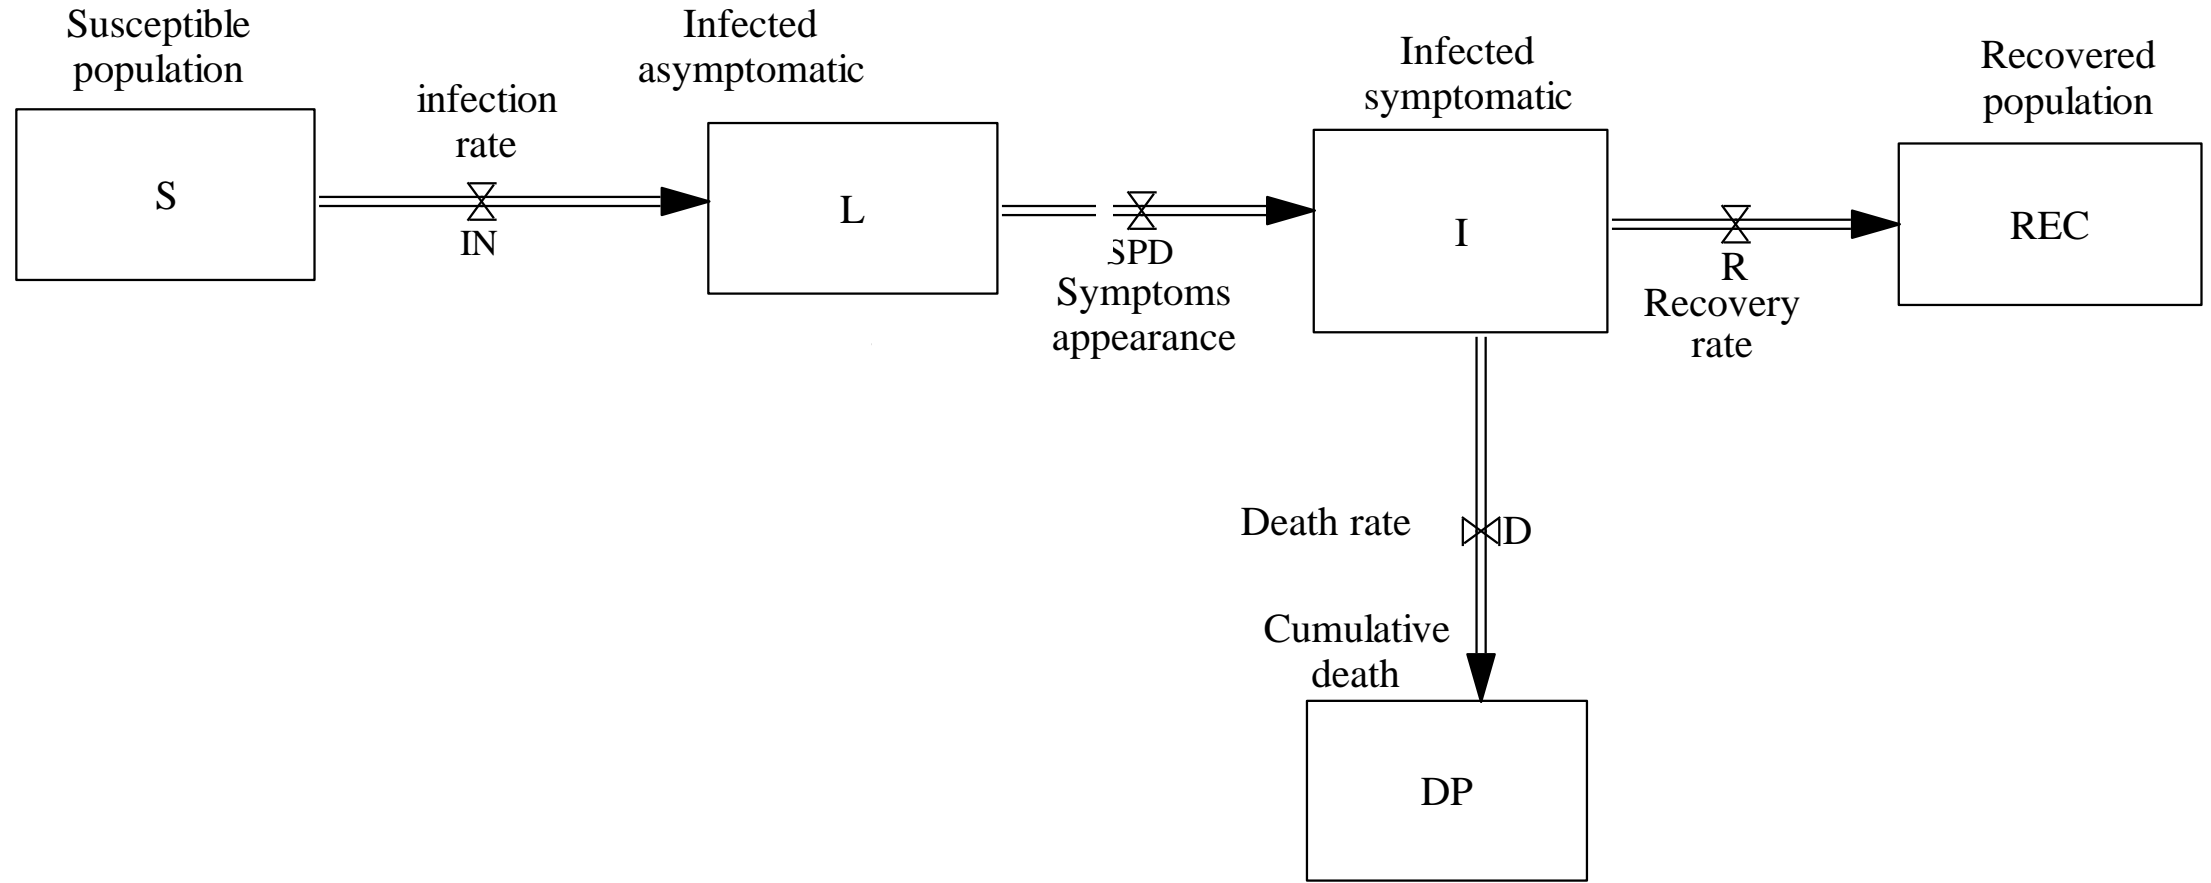 Susceptible
population
S
infection
rate
IN
Infected
asymptomatic
L
SPD
Symptoms
appearance
Infected
symptomatic
I
R
Recovery
rate
Recovered
population
REC
Death rate
D
Cumulative
death
DP